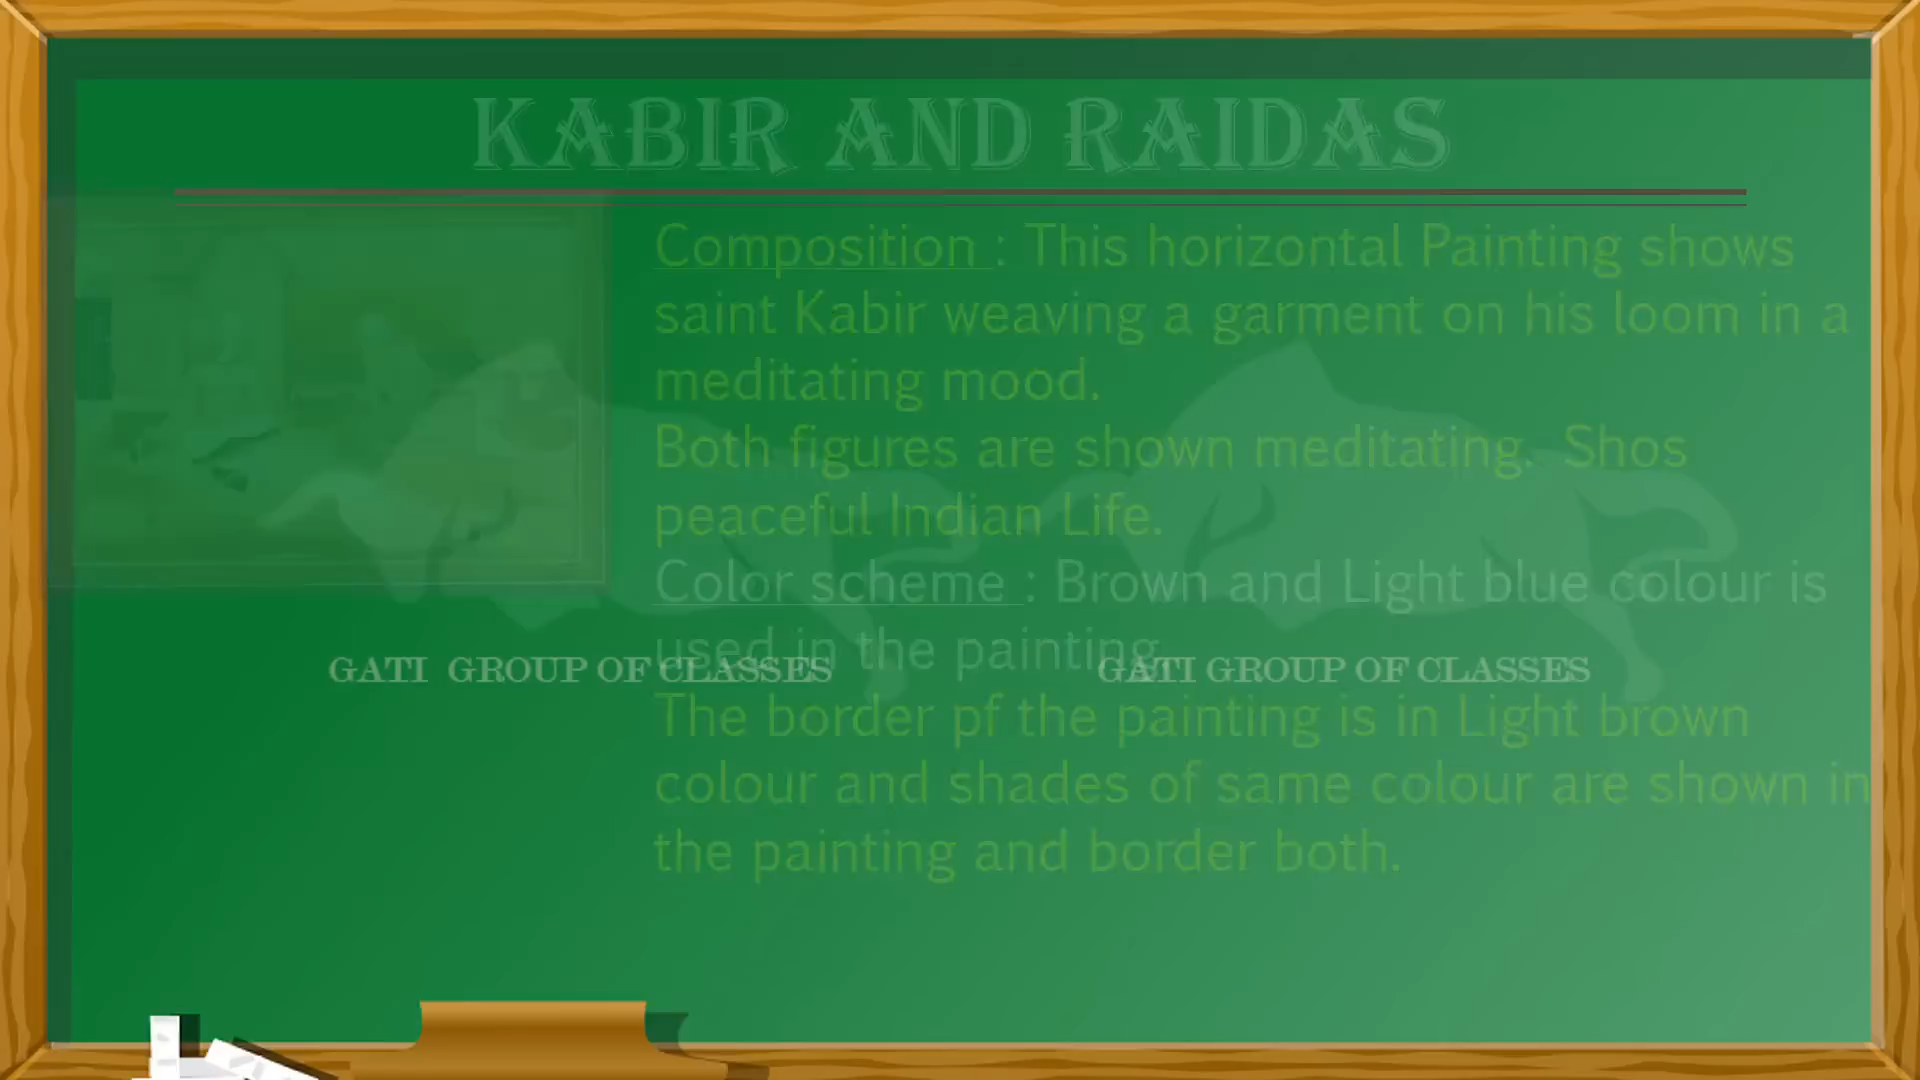 KABIR AND RAIDAS
Composition : This horizontal Painting shows
saint Kabir weaving a garment on his loom in a
meditating mood.
Both figures are shown meditating. Shos
peaceful Indian Life.
Color scheme : Brown and Light blue colour is
used in the painting.
GATI GROUP OF CLASSES
GATI GROUP OF CLASSES
The border pf the painting is in Light brown
colour and shades of same colour are shown in
the painting and border both.